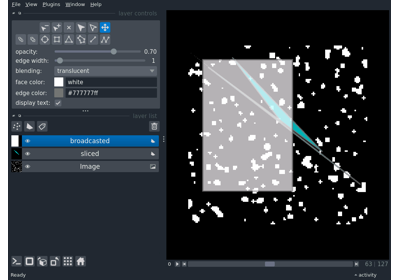 File View Plugins Window Help
layer controls
opacity: 0.70
edge width: 1
blending: translucent
face color: white
edge color: #777777ff
display text:
layer list
broadcasted
sliced
Image
63 127
Ready
activity